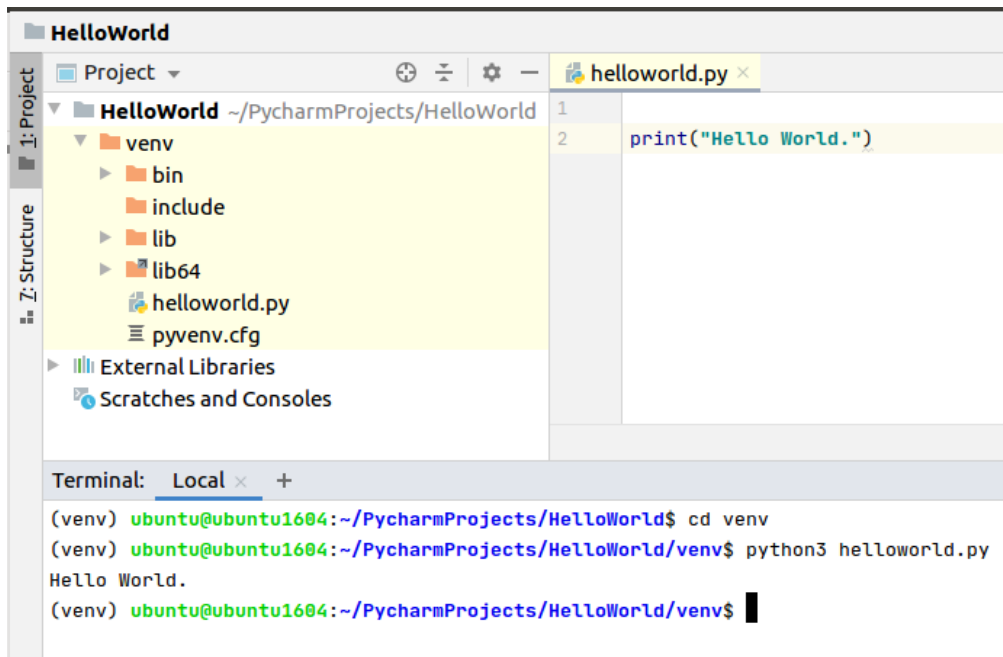 HelloWorld
1: Project
7: Structure
Project
HelloWorld ~/PycharmProjects/HelloWorld
venv
bin
include
lib
lib64
helloworld.py
pyvenv.cfg
External Libraries
Scratches and Consoles
helloworld.py
1
2 print("Hello World.")
Terminal: Local +
(venv) ubuntu@ubuntu1604:~/PycharmProjects/HelloWorld$ cd venv
(venv) ubuntu@ubuntu1604:~/PycharmProjects/HelloWorld/venv$ python3 helloworld.py
Hello World.
(venv) ubuntu@ubuntu1604:~/PycharmProjects/HelloWorld/venv$